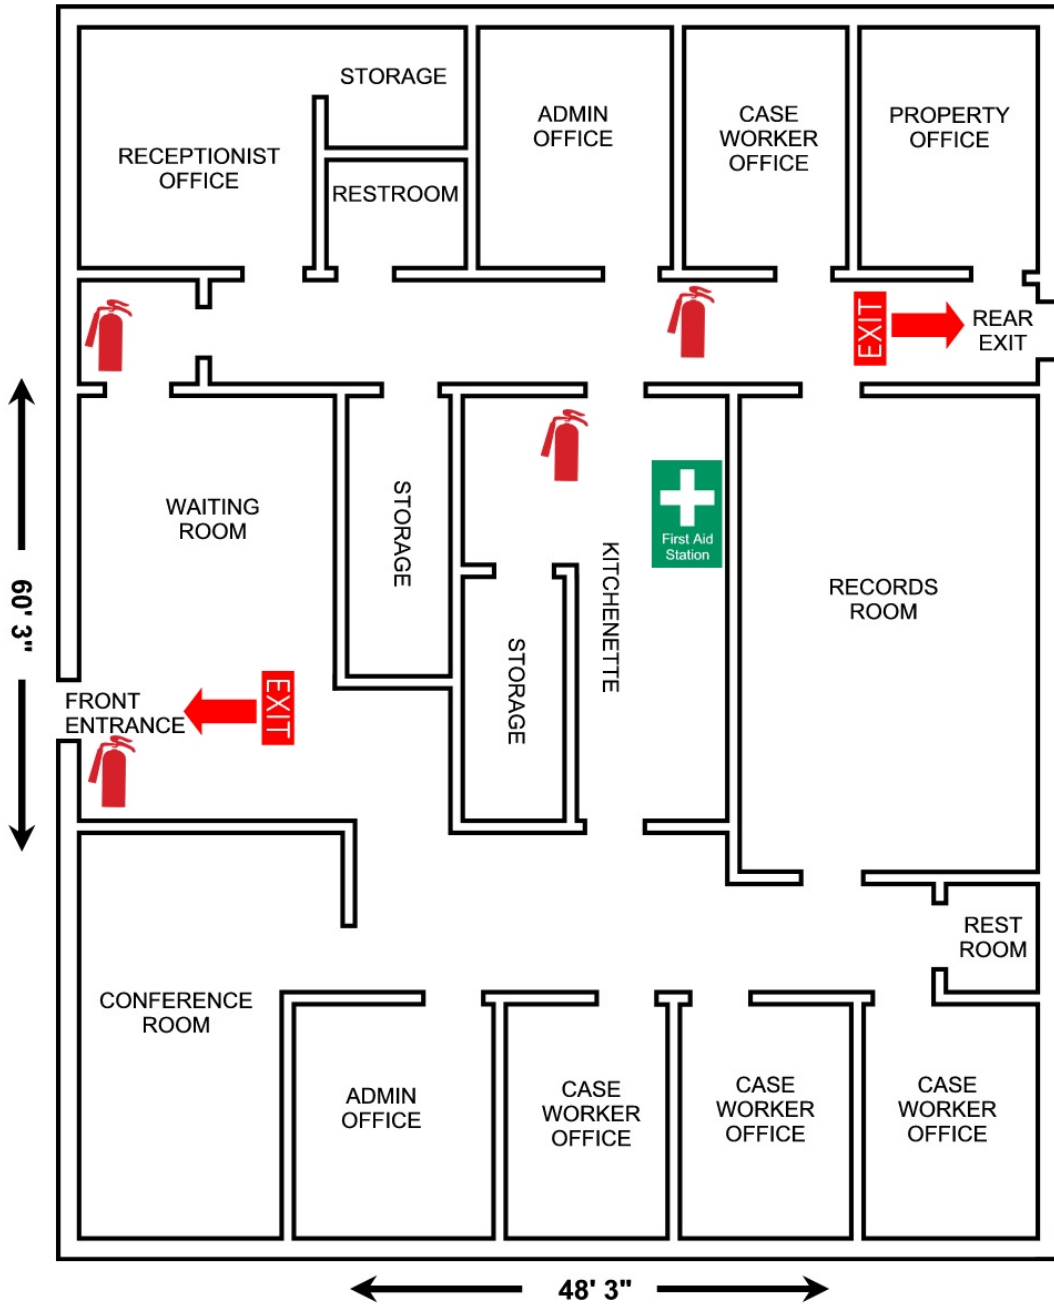 STORAGE
ADMIN
OFFICE
CASE
WORKER
OFFICE
PROPERTY
OFFICE
RECEPTIONIST
OFFICE
RESTROOM
EXIT
REAR
EXIT
WAITING
ROOM
STORAGE
First Aid
Station
KITCHENETTE
RECORDS
ROOM
60' 3"
STORAGE
FRONT
ENTRANCE
EXIT
REST
ROOM
CONFERENCE
ROOM
ADMIN
OFFICE
CASE
WORKER
OFFICE
CASE
WORKER
OFFICE
CASE
WORKER
OFFICE
48' 3"